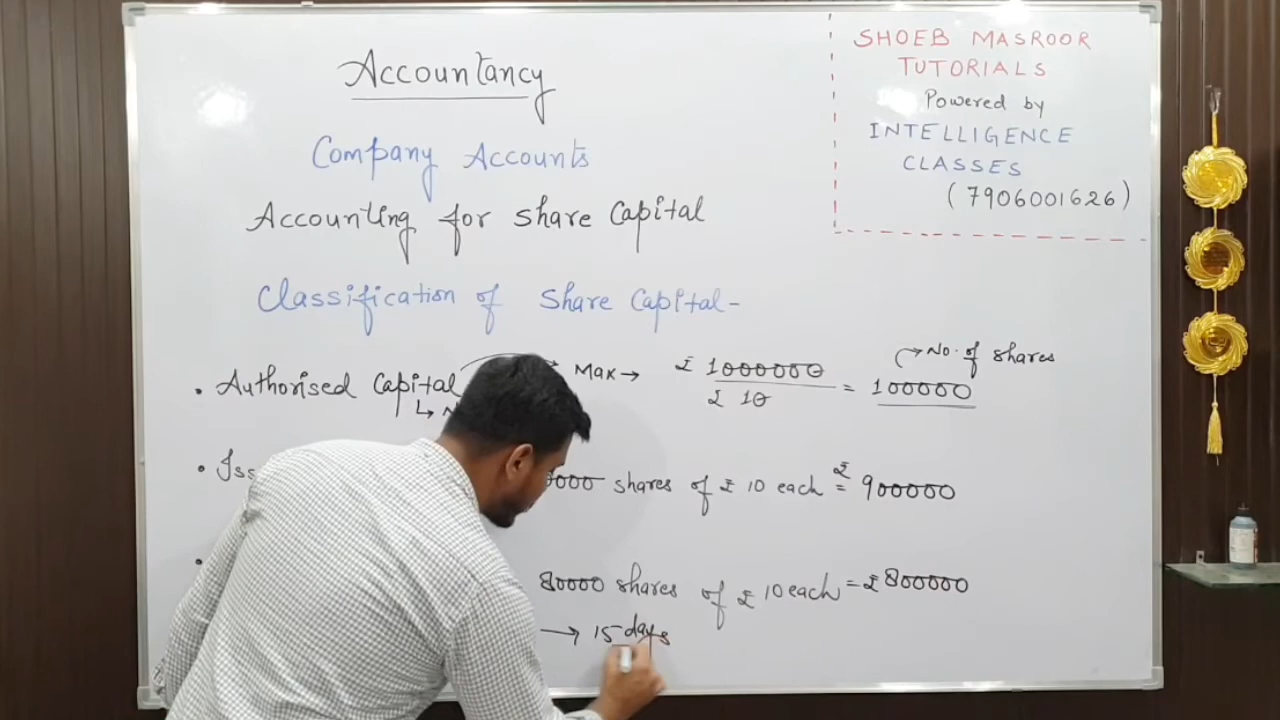 Accountancy
Company Accounts
Accounting for Share Capital
Classification of Share Capital-
SHOEB MASROOR
TUTORIALS
Powered by
INTELLIGENCE
CLASSES
(7906001626)
→ No. of shares
• Authorised Capital Max → ₹ 1000000 / ₹ 10 = 100000
↳
• Iss shares of ₹ 10 each = ₹ 900000
80000 shares of ₹ 10 each = ₹ 800000
→ 15 days